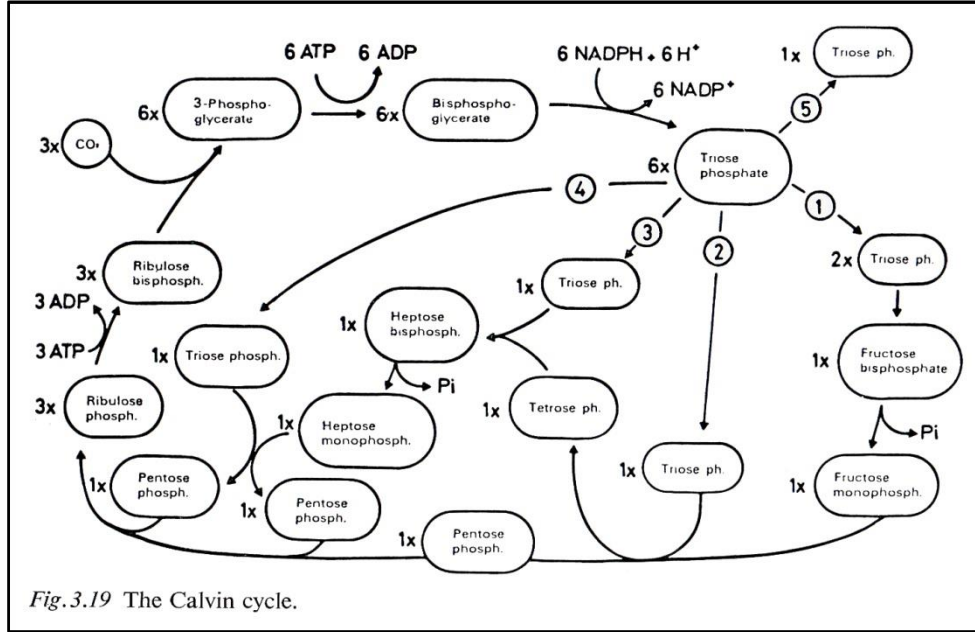 6 ATP 6 ADP
6 NADPH + 6 H⁺
6 NADP⁺
1x Triose ph.
5
6x 3-Phospho-
glycerate
6x Bisphospho-
glycerate
3x CO₂
6x Triose
phosphate
4
3
2
1
3x Ribulose
bisphosph.
2x Triose ph.
1x Triose ph.
3 ADP
3 ATP
1x Heptose
bisphosph.
1x Triose phosph.
Pi
1x Fructose
bisphosphate
3x Ribulose
phosph.
1x Heptose
monophosph.
1x Tetrose ph.
Pi
1x Pentose
phosph.
1x Pentose
phosph.
1x Triose ph.
1x Fructose
monophosph.
1x Pentose
phosph.
Fig.3.19 The Calvin cycle.